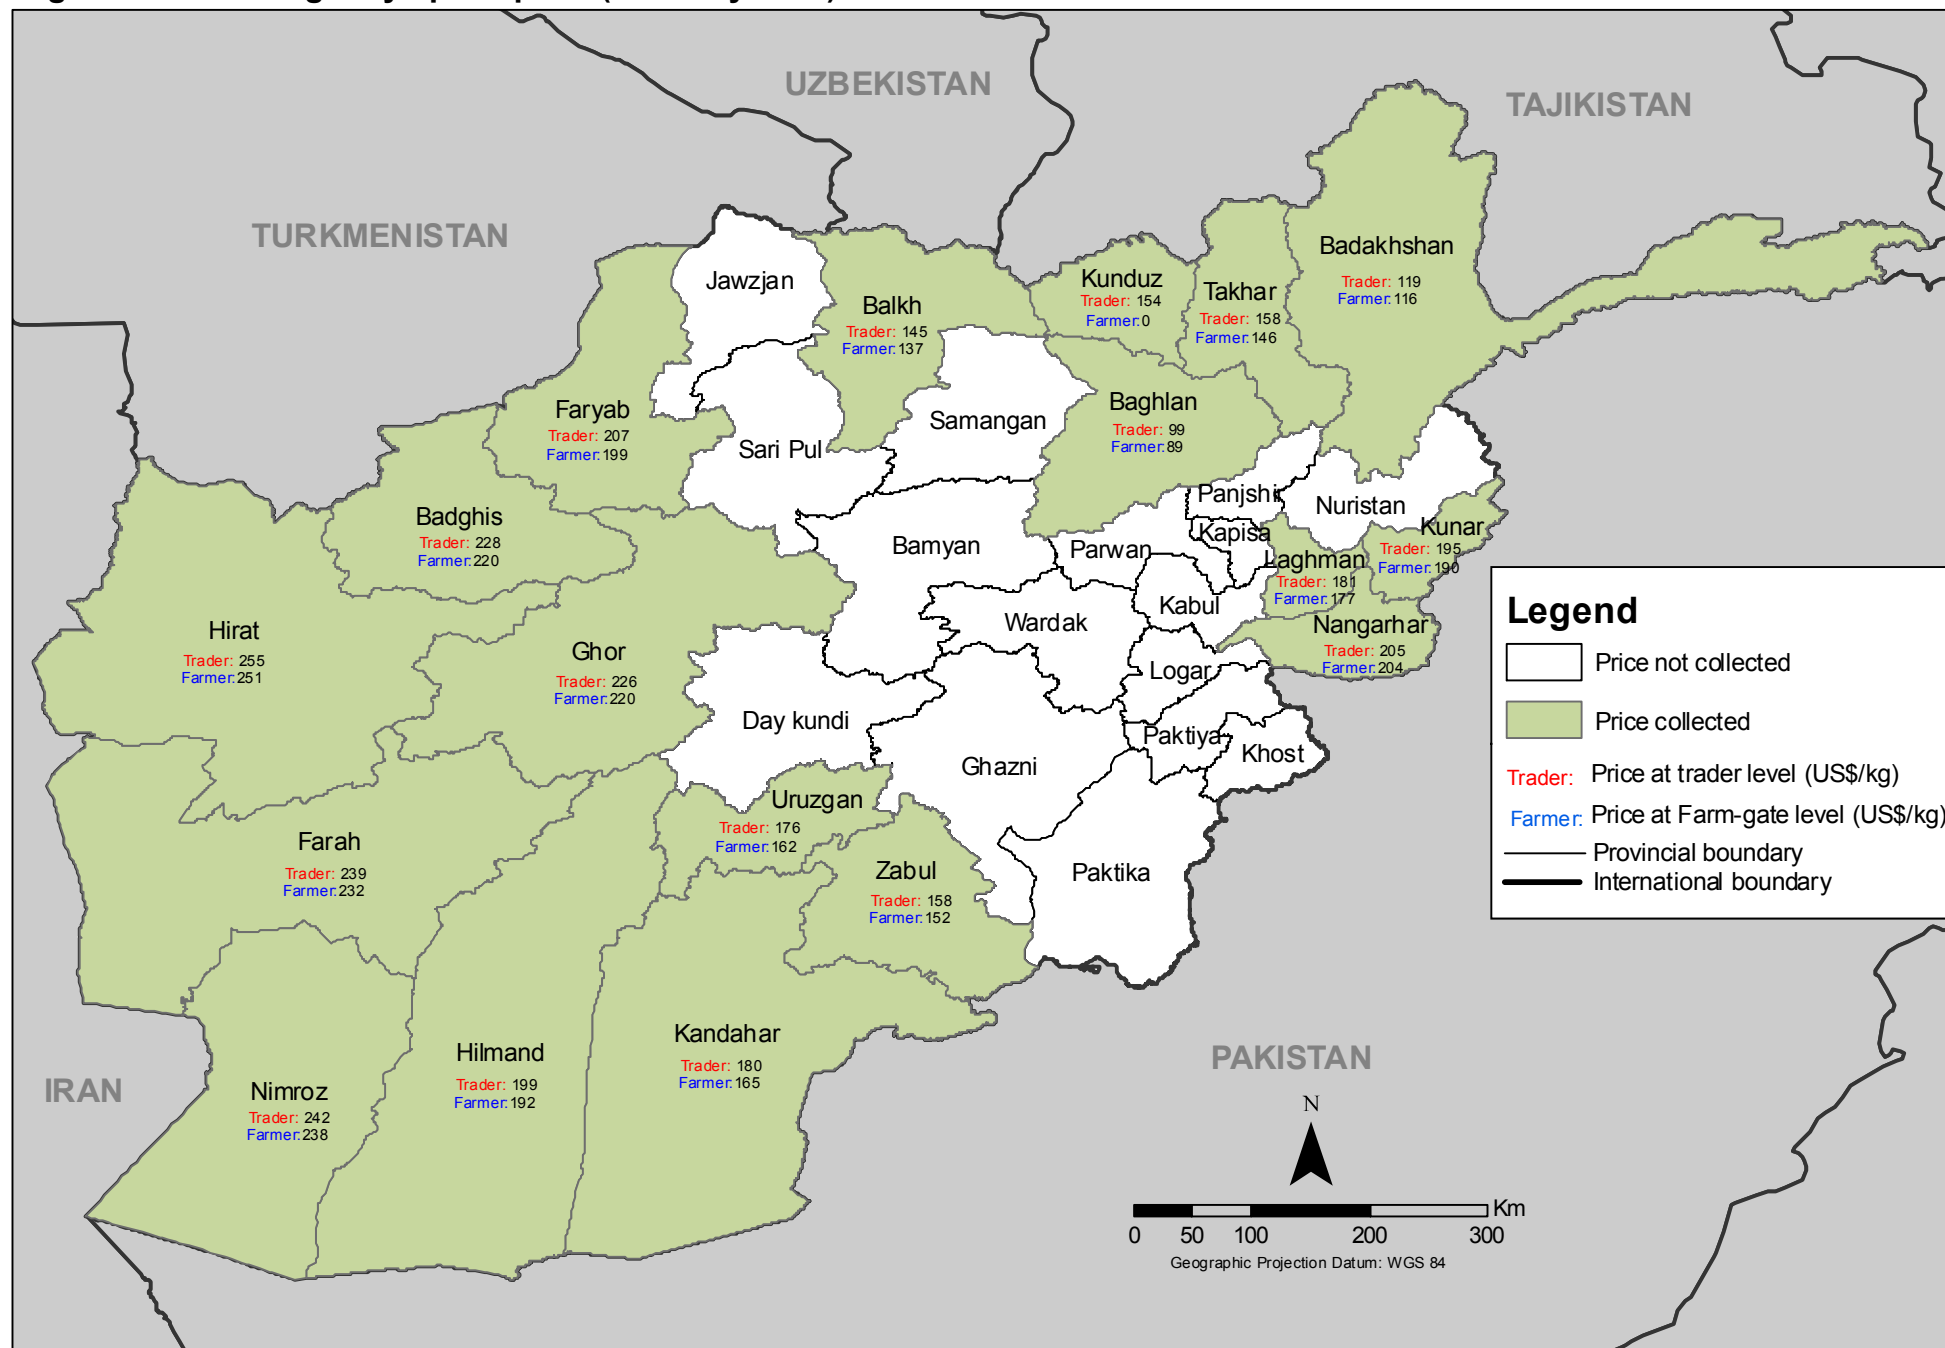 UZBEKISTAN
TAJIKISTAN
TURKMENISTAN
Badakhshan
Trader: 119
Farmer:116
Jawzjan
Kunduz
Trader: 154
Farmer:0
Takhar
Trader: 158
Farmer:146
Balkh
Trader: 145
Farmer:137
Faryab
Trader: 207
Farmer:199
Baghlan
Trader: 99
Farmer:89
Samangan
Sari Pul
Panjshir
Nuristan
Badghis
Trader: 228
Farmer:220
Kunar
Trader: 195
Farmer:190
Kapisa
Bamyan
Parwan
Laghman
Trader: 181
Farmer:177
Kabul
Wardak
Hirat
Trader: 255
Farmer:251
Nangarhar
Trader: 205
Farmer:204
Ghor
Trader: 226
Farmer:220
Logar
Day kundi
Paktiya
Khost
Ghazni
Uruzgan
Trader: 176
Farmer:162
Farah
Trader: 239
Farmer:232
Zabul
Trader: 158
Farmer:152
Paktika
Kandahar
Trader: 180
Farmer:165
Hilmand
Trader: 199
Farmer:192
Nimroz
Trader: 242
Farmer:238
IRAN
PAKISTAN
Legend
Price not collected
Price collected
Trader: Price at trader level (US$/kg)
Farmer: Price at Farm-gate level (US$/kg)
Provincial boundary
International boundary
N
Km
0 50 100 200 300
Geographic Projection Datum: WGS 84